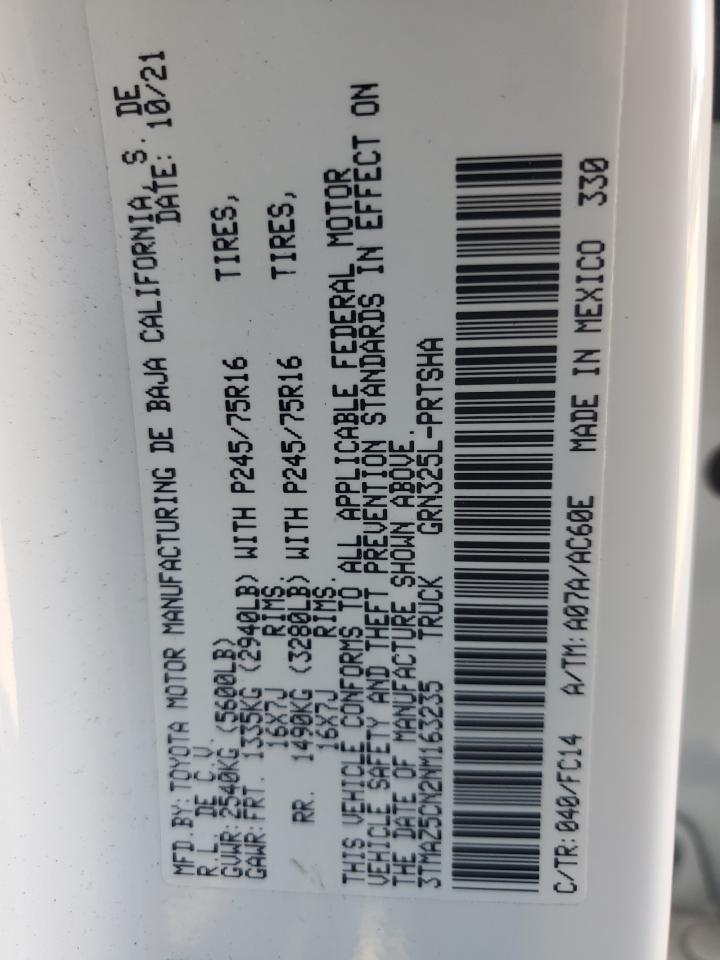 MFD.BY: TOYOTA MOTOR MANUFACTURING DE BAJA CALIFORNIA, S. DE
R.L. DE C.V. DATE: 10/21
GVWR: 2540KG (5600LB)
GAWR: FRT. 1335KG (2940LB) WITH P245/75R16 TIRES,
16X7J RIMS.
RR. 1490KG (3280LB) WITH P245/75R16 TIRES,
16X7J RIMS.
THIS VEHICLE CONFORMS TO ALL APPLICABLE FEDERAL MOTOR
VEHICLE SAFETY AND THEFT PREVENTION STANDARDS IN EFFECT ON
THE DATE OF MANUFACTURE SHOWN ABOVE.
3TMAZ5CN2NM163235 TRUCK GRN325L-PRTSHA
C/TR: 040/FC14 A/TM: A07A/AC60E MADE IN MEXICO 330